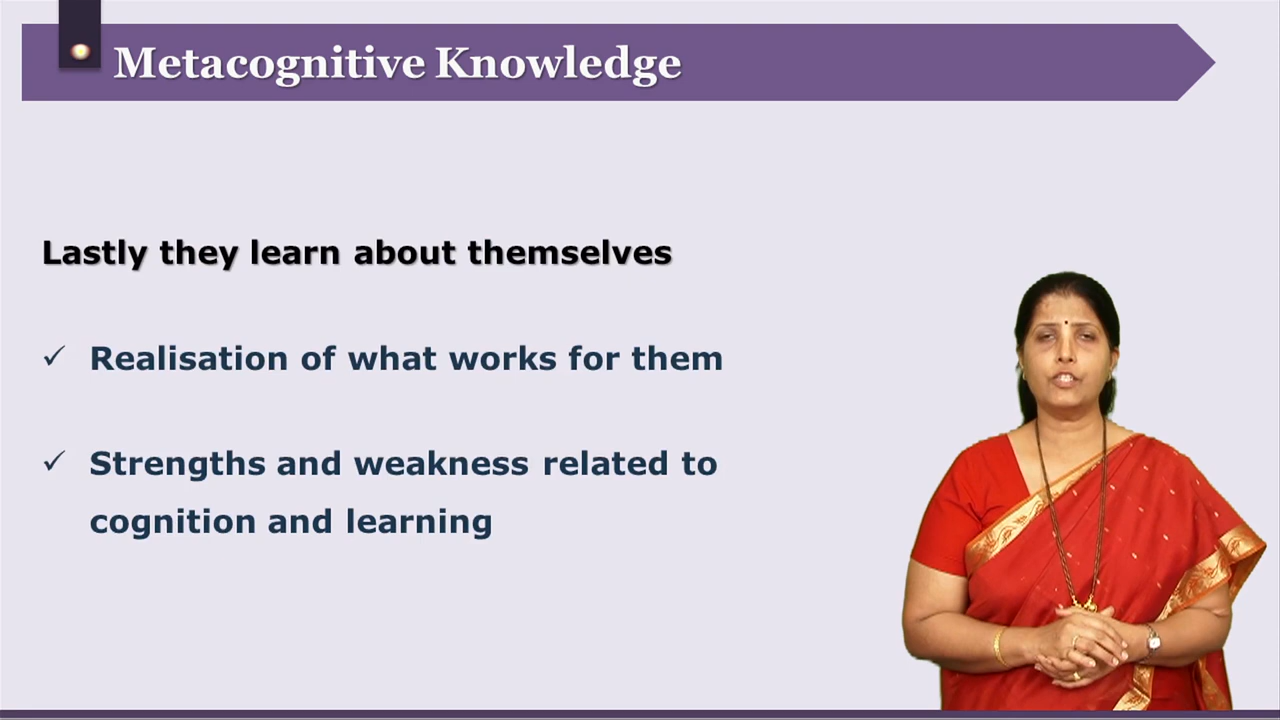 Metacognitive Knowledge
Lastly they learn about themselves
✓ Realisation of what works for them
✓ Strengths and weakness related to
cognition and learning